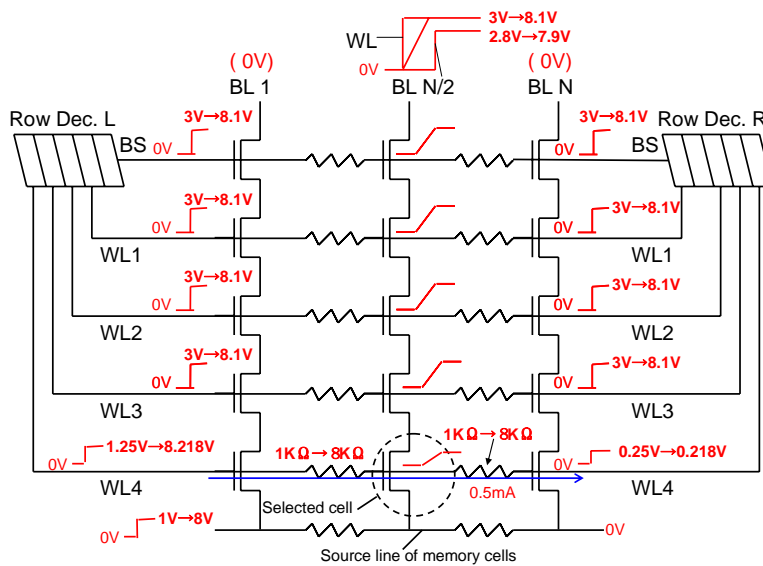 WL
3V→8.1V
2.8V→7.9V
0V
( 0V)
BL 1
BL N/2
(0V)
BL N
Row Dec. L
Row Dec. R
BS
3V→8.1V
0V
3V→8.1V
0V
BS
3V→8.1V
0V
WL1
3V→8.1V
0V
WL1
3V→8.1V
0V
WL2
3V→8.1V
0V
WL2
3V→8.1V
0V
WL3
3V→8.1V
0V
WL3
1.25V→8.218V
0V
WL4
1KΩ→8KΩ
1KΩ→8KΩ
0.25V→0.218V
0V
WL4
0.5mA
Selected cell
1V→8V
0V
0V
Source line of memory cells